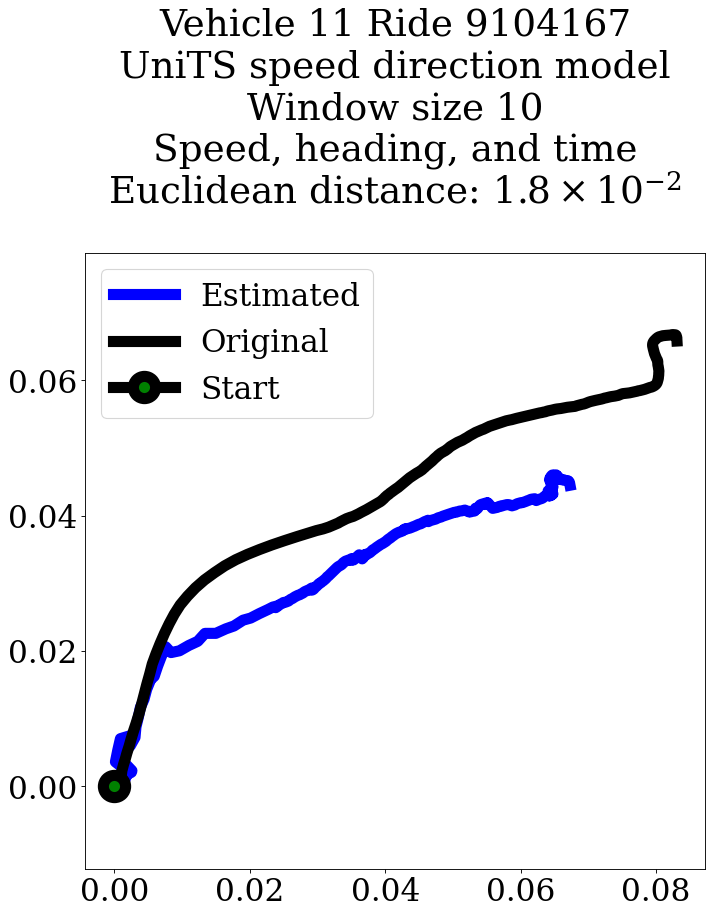 Vehicle 11 Ride 9104167
UniTS speed direction model
Window size 10
Speed, heading, and time
Euclidean distance: 1.8 × 10⁻²
Estimated
Original
Start
0.06
0.04
0.02
0.00
0.00 0.02 0.04 0.06 0.08